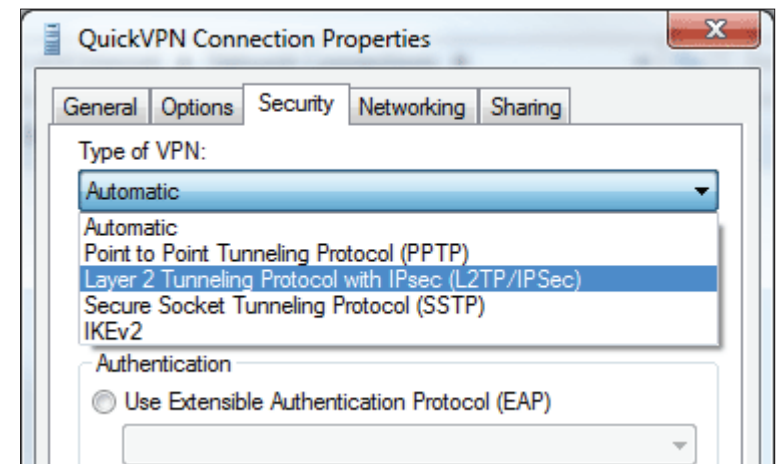 QuickVPN Connection Properties
General Options Security Networking Sharing
Type of VPN:
Automatic
Automatic
Point to Point Tunneling Protocol (PPTP)
Layer 2 Tunneling Protocol with IPsec (L2TP/IPSec)
Secure Socket Tunneling Protocol (SSTP)
IKEv2
Authentication
Use Extensible Authentication Protocol (EAP)